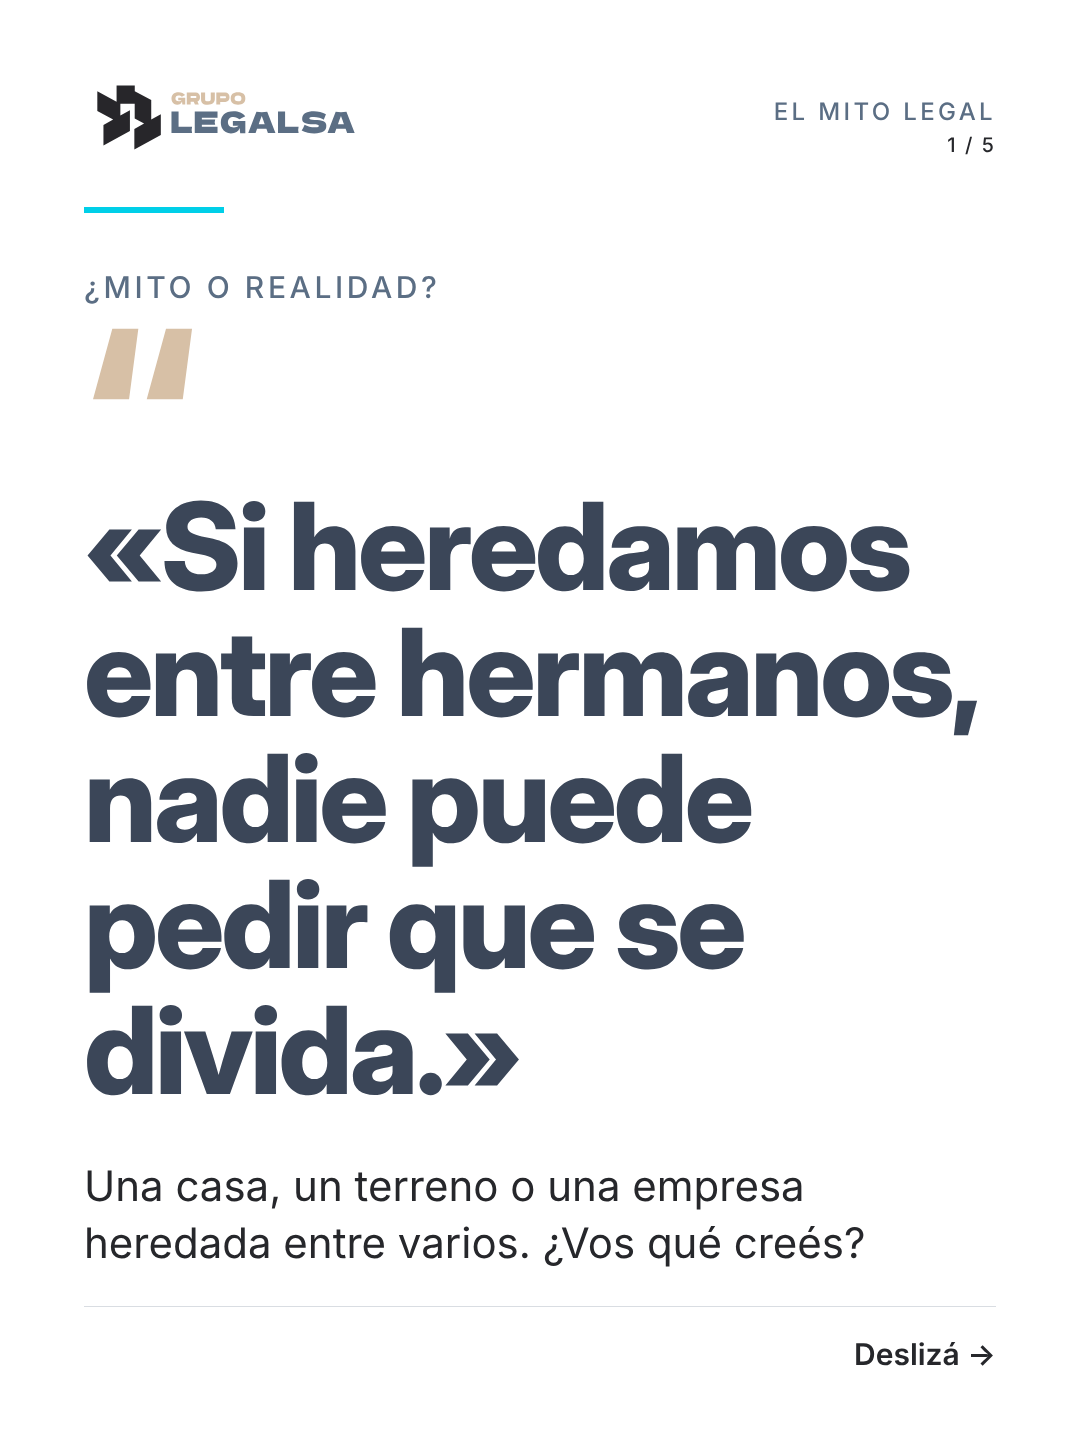 GRUPO
LEGALSA
EL MITO LEGAL
1 / 5
¿MITO O REALIDAD?
"
«Si heredamos
entre hermanos,
nadie puede
pedir que se
divida.»
Una casa, un terreno o una empresa
heredada entre varios. ¿Vos qué creés?
Deslizá →